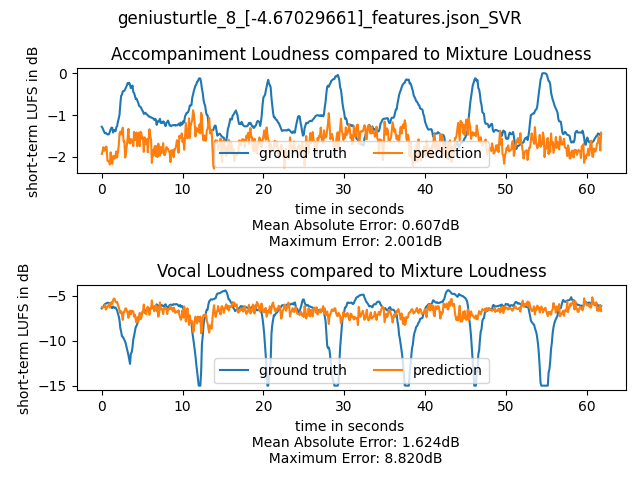 geniusturtle_8_[-4.67029661]_features.json_SVR
Accompaniment Loudness compared to Mixture Loudness
short-term LUFS in dB
0
−1
−2
ground truth prediction
0 10 20 30 40 50 60
time in seconds
Mean Absolute Error: 0.607dB
Maximum Error: 2.001dB
Vocal Loudness compared to Mixture Loudness
short-term LUFS in dB
−5
−10
−15
ground truth prediction
0 10 20 30 40 50 60
time in seconds
Mean Absolute Error: 1.624dB
Maximum Error: 8.820dB